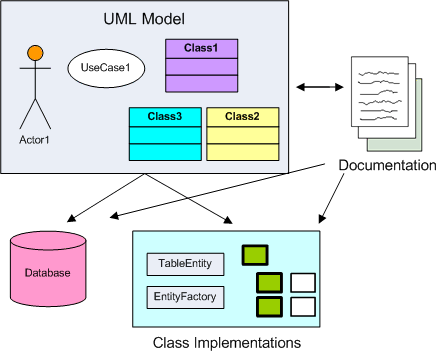 UML Model
Class1
UseCase1
Class3
Class2
Actor1
Documentation
Database
TableEntity
EntityFactory
Class Implementations